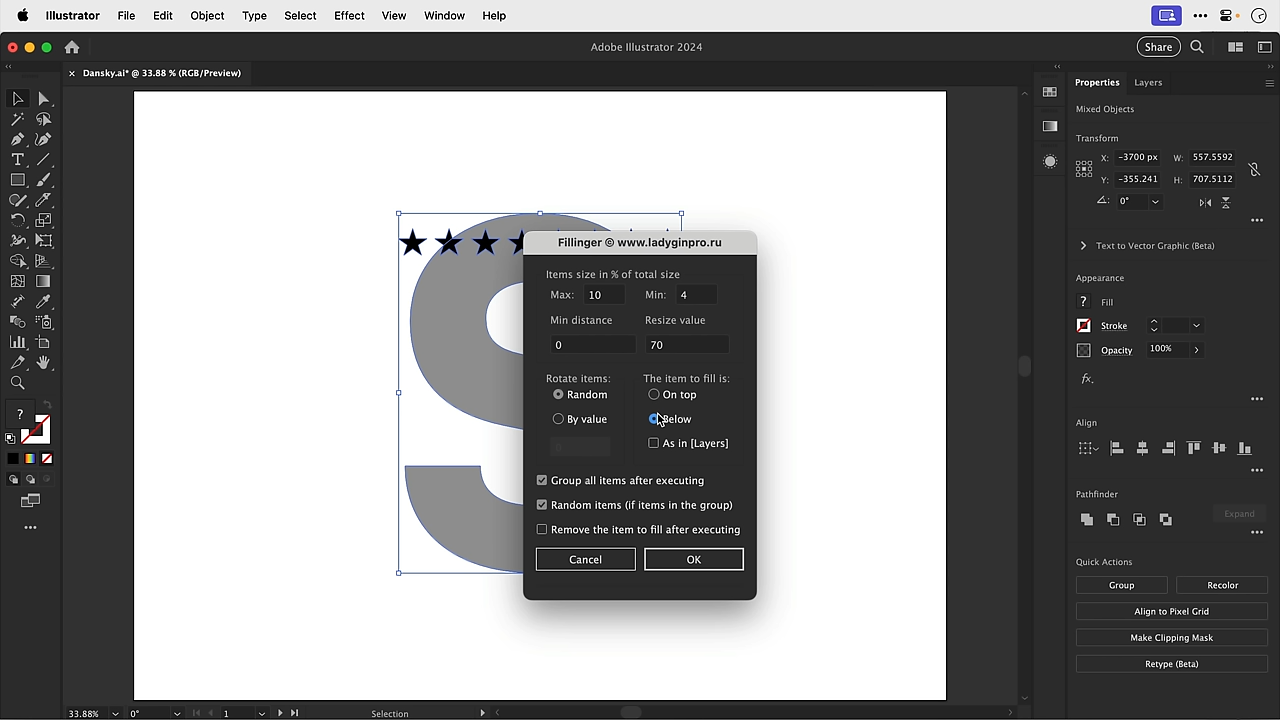 Illustrator File Edit Object Type Select Effect View Window Help
Adobe Illustrator 2024
Share
Dansky.ai* @ 33.88 % (RGB/Preview)
Fillinger © www.ladyginpro.ru
Items size in % of total size
Max: 10 Min: 4
Min distance Resize value
0 70
Rotate items: The item to fill is:
Random On top
By value Below
As in [Layers]
Group all items after executing
Random items (if items in the group)
Remove the item to fill after executing
Cancel OK
Properties Layers
Mixed Objects
Transform
X: -3700 px W: 557.5592
Y: -355.241 H: 707.5112
0°
Text to Vector Graphic (Beta)
Appearance
? Fill
Stroke
Opacity 100%
fx.
Align
Pathfinder
Expand
Quick Actions
Group Recolor
Align to Pixel Grid
Make Clipping Mask
Retype (Beta)
?
33.88% 0° 1 Selection